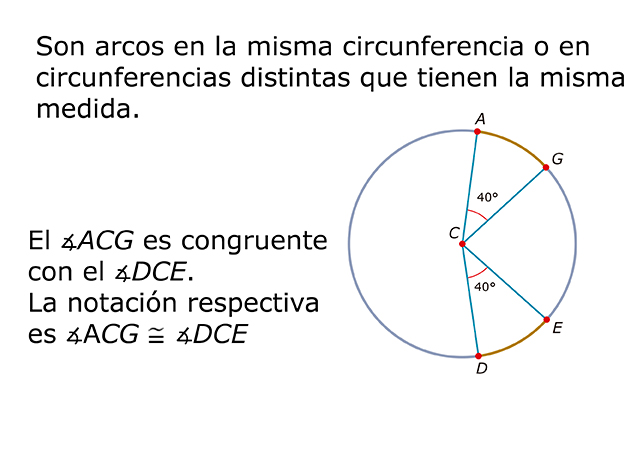 Son arcos en la misma circunferencia o en
circunferencias distintas que tienen la misma
medida.
A
G
40°
C
40°
E
D
El ∡ACG es congruente
con el ∡DCE.
La notación respectiva
es ∡ACG ≅ ∡DCE